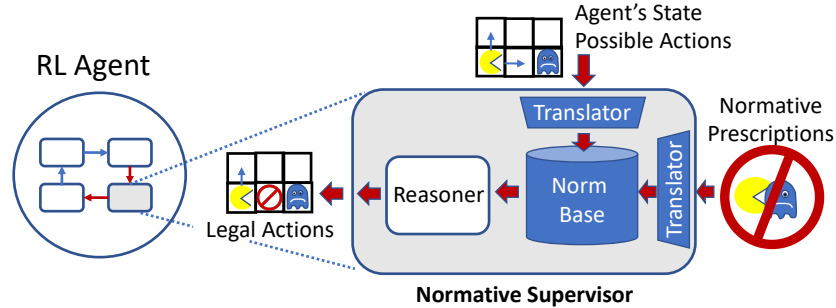 RL Agent
Agent's State
Possible Actions
Translator
Normative
Prescriptions
Translator
Norm
Base
Reasoner
Legal Actions
Normative Supervisor